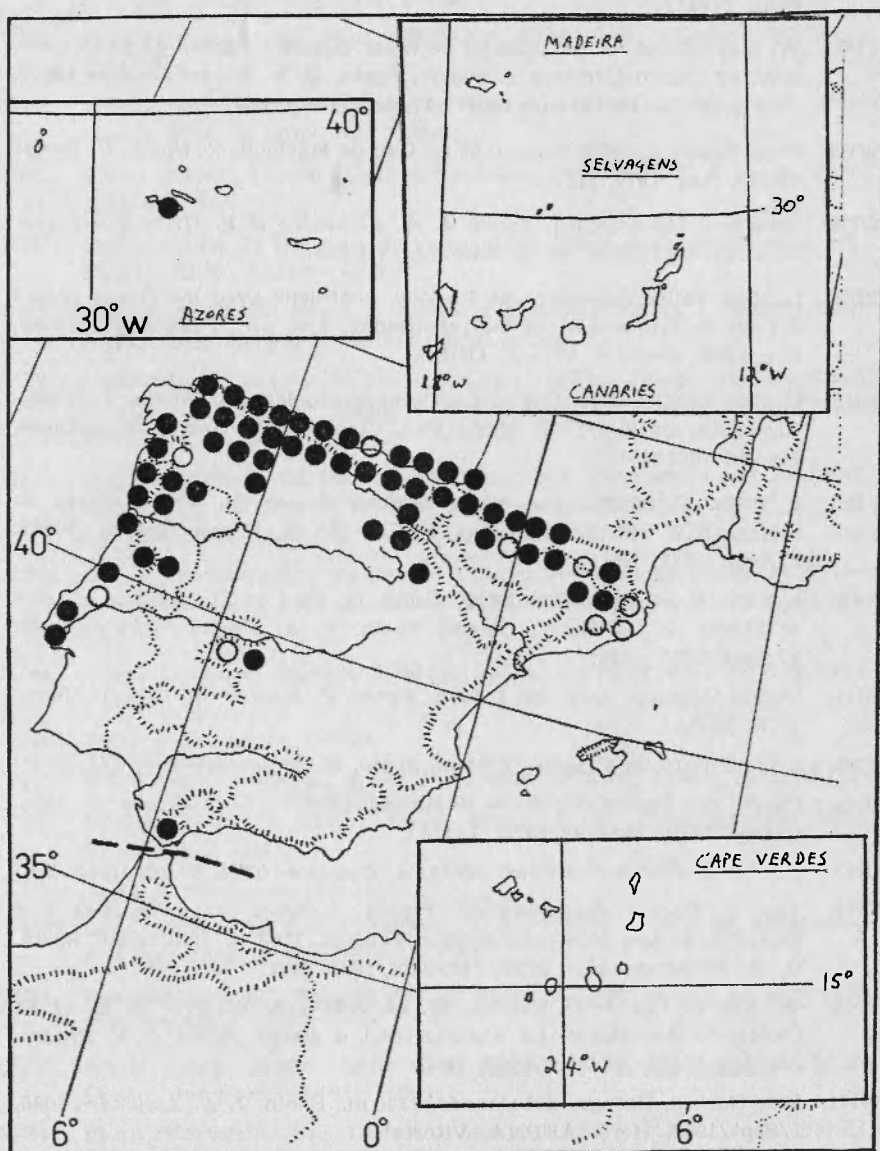 MADEIRA
SELVAGENS
30°
18° W
12° W
CANARIES
40°
30° W
AZORES
40°
35°
CAPE VERDES
15°
24° W
6°
0°
6°